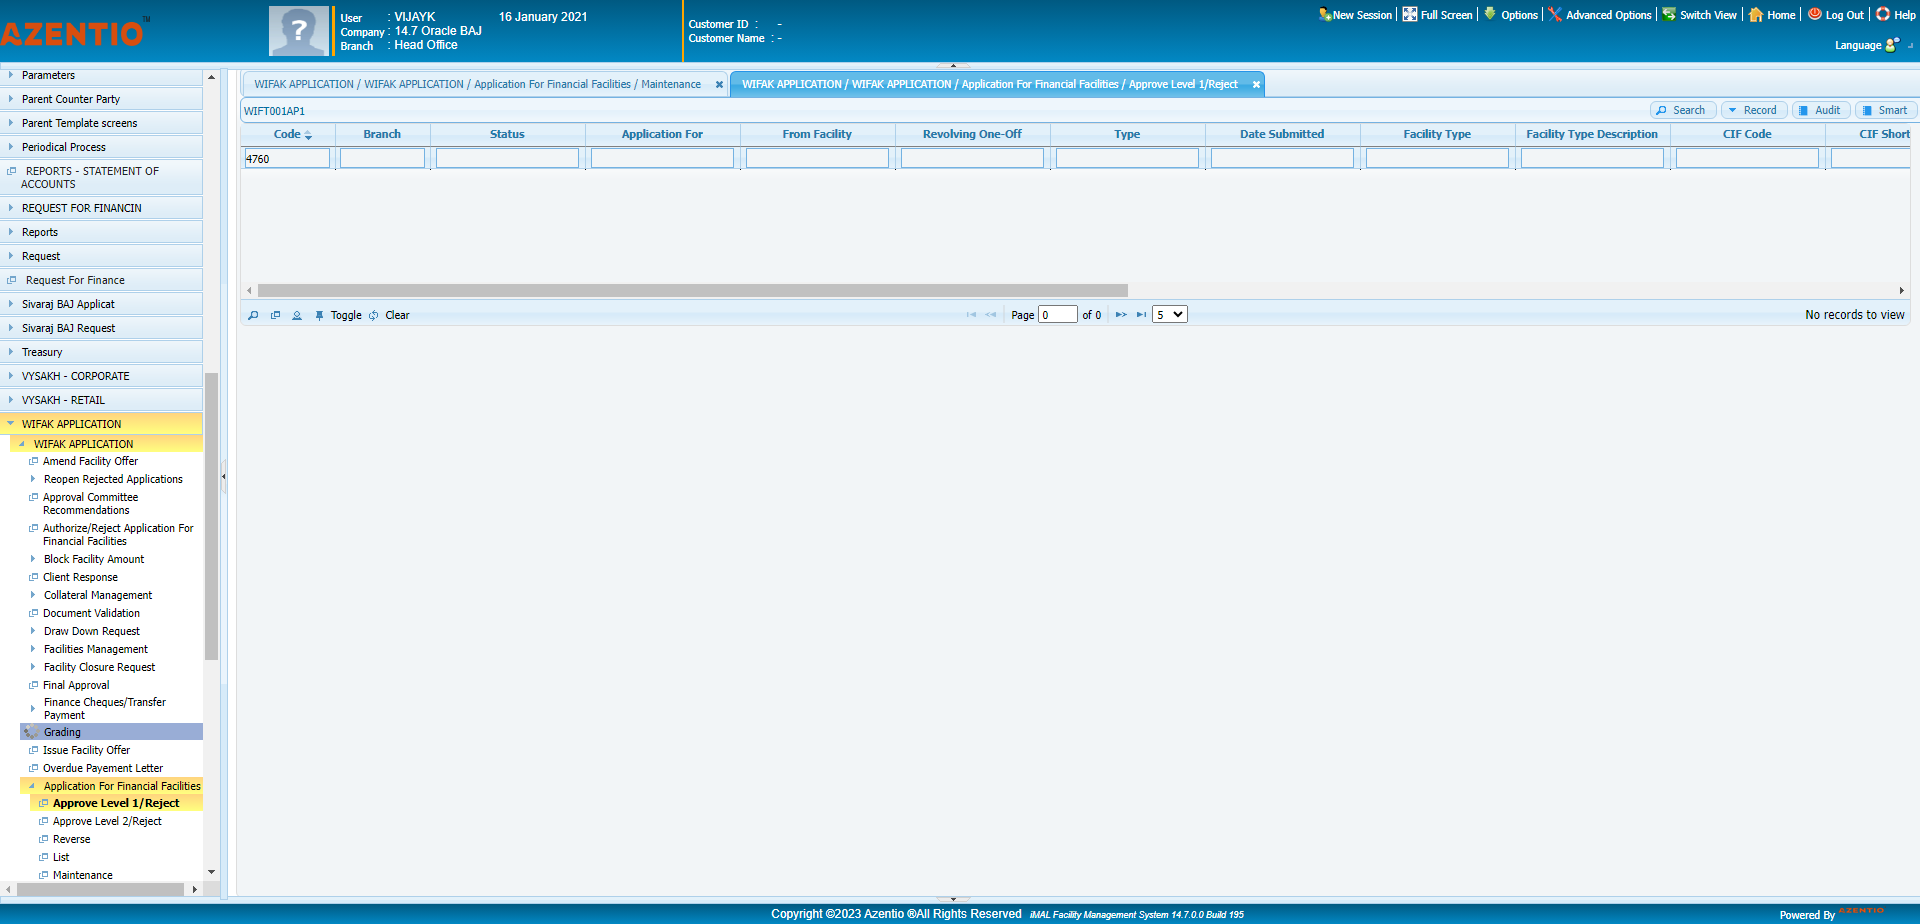 AZENTIO™
User : VIJAYK 16 January 2021
Company : 14.7 Oracle BAJ
Branch : Head Office
Customer ID : -
Customer Name : -
New Session Full Screen Options Advanced Options Switch View Home Log Out Help
Language
Parameters
Parent Counter Party
Parent Template screens
Periodical Process
REPORTS - STATEMENT OF
ACCOUNTS
REQUEST FOR FINANCIN
Reports
Request
Request For Finance
Sivaraj BAJ Applicat
Sivaraj BAJ Request
Treasury
VYSAKH - CORPORATE
VYSAKH - RETAIL
WIFAK APPLICATION
WIFAK APPLICATION
Amend Facility Offer
Reopen Rejected Applications
Approval Committee
Recommendations
Authorize/Reject Application For
Financial Facilities
Block Facility Amount
Client Response
Collateral Management
Document Validation
Draw Down Request
Facilities Management
Facility Closure Request
Final Approval
Finance Cheques/Transfer
Payment
Grading
Issue Facility Offer
Overdue Payement Letter
Application For Financial Facilities
Approve Level 1/Reject
Approve Level 2/Reject
Reverse
List
Maintenance
WIFAK APPLICATION / WIFAK APPLICATION / Application For Financial Facilities / Maintenance
WIFAK APPLICATION / WIFAK APPLICATION / Application For Financial Facilities / Approve Level 1/Reject
WIFT001AP1
Search Record Audit Smart
Code Branch Status Application For From Facility Revolving One-Off Type Date Submitted Facility Type Facility Type Description CIF Code CIF Short
4760
Toggle Clear
Page 0 of 0 5
No records to view
Copyright ©2023 Azentio ®All Rights Reserved iMAL Facility Management System 14.7.0.0 Build 195
Powered By AZENTIO